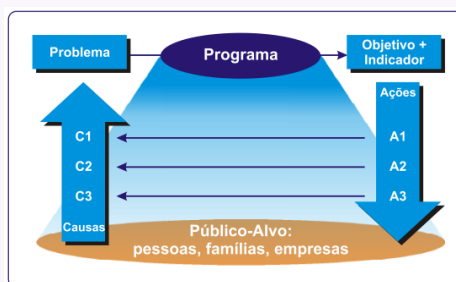 Problema
Programa
Objetivo +
Indicador
Ações
C1
A1
C2
A2
C3
A3
Causas
Público-Alvo:
pessoas, famílias, empresas